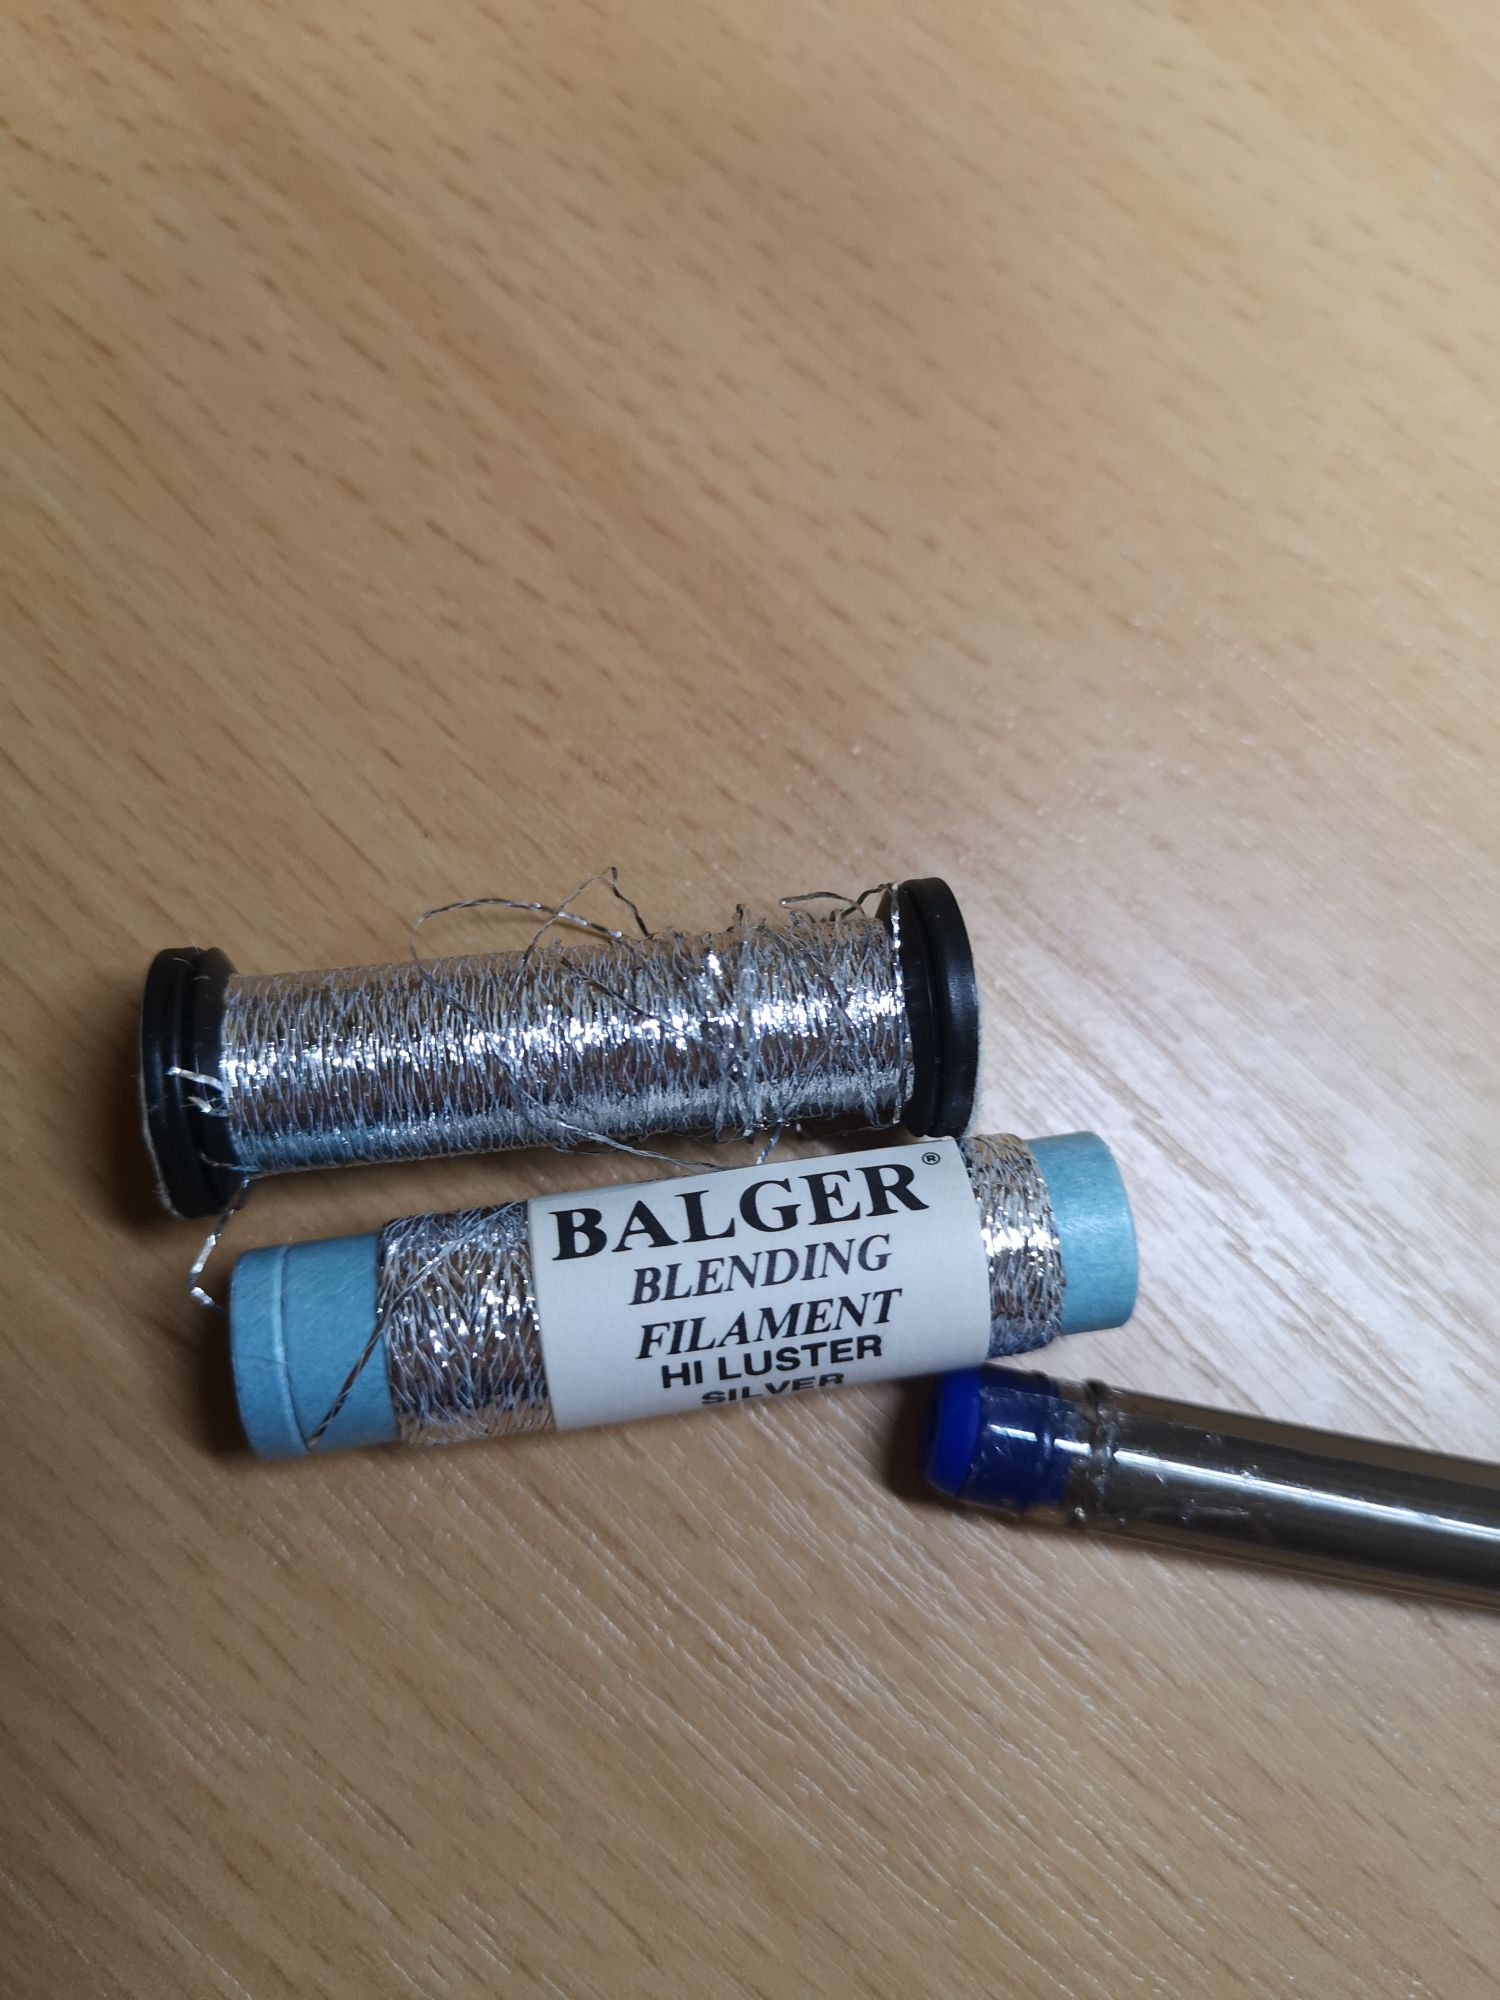 BALGER®
BLENDING
FILAMENT
HI LUSTER
SILVER